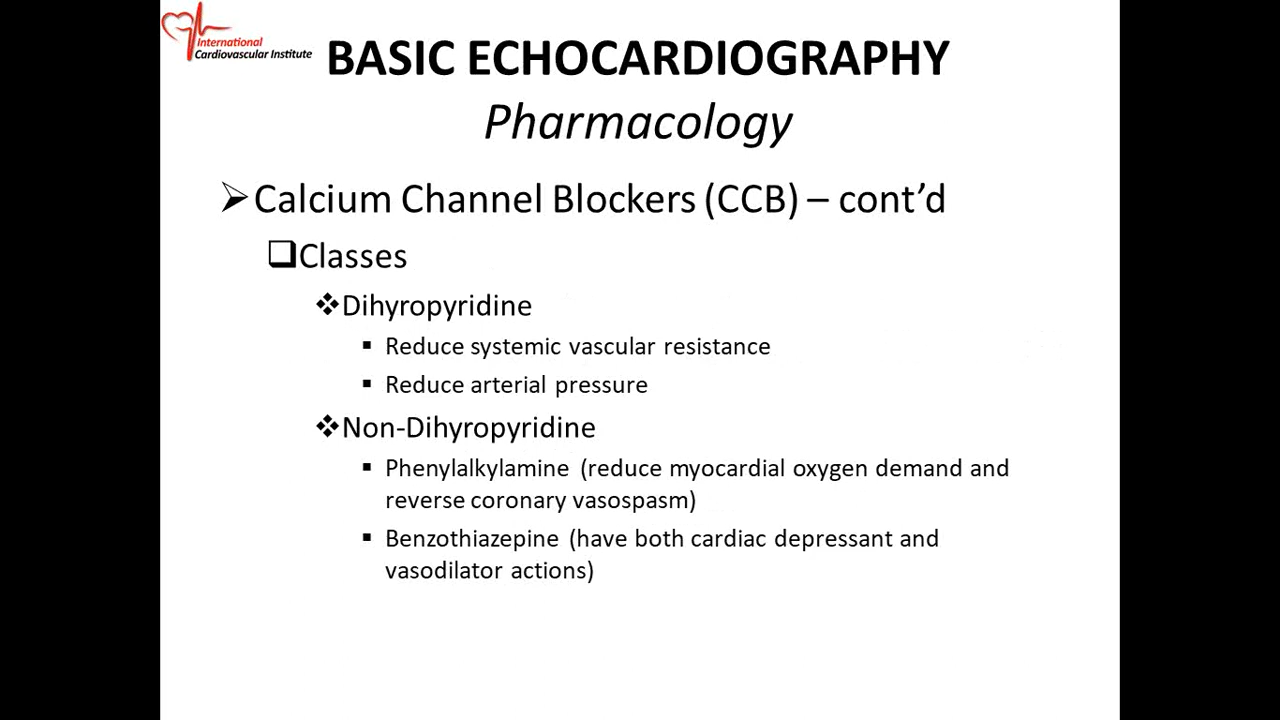 International
Cardiovascular Institute
BASIC ECHOCARDIOGRAPHY
Pharmacology
Calcium Channel Blockers (CCB) – cont’d
Classes
Dihyropyridine
Reduce systemic vascular resistance
Reduce arterial pressure
Non-Dihyropyridine
Phenylalkylamine (reduce myocardial oxygen demand and
reverse coronary vasospasm)
Benzothiazepine (have both cardiac depressant and
vasodilator actions)